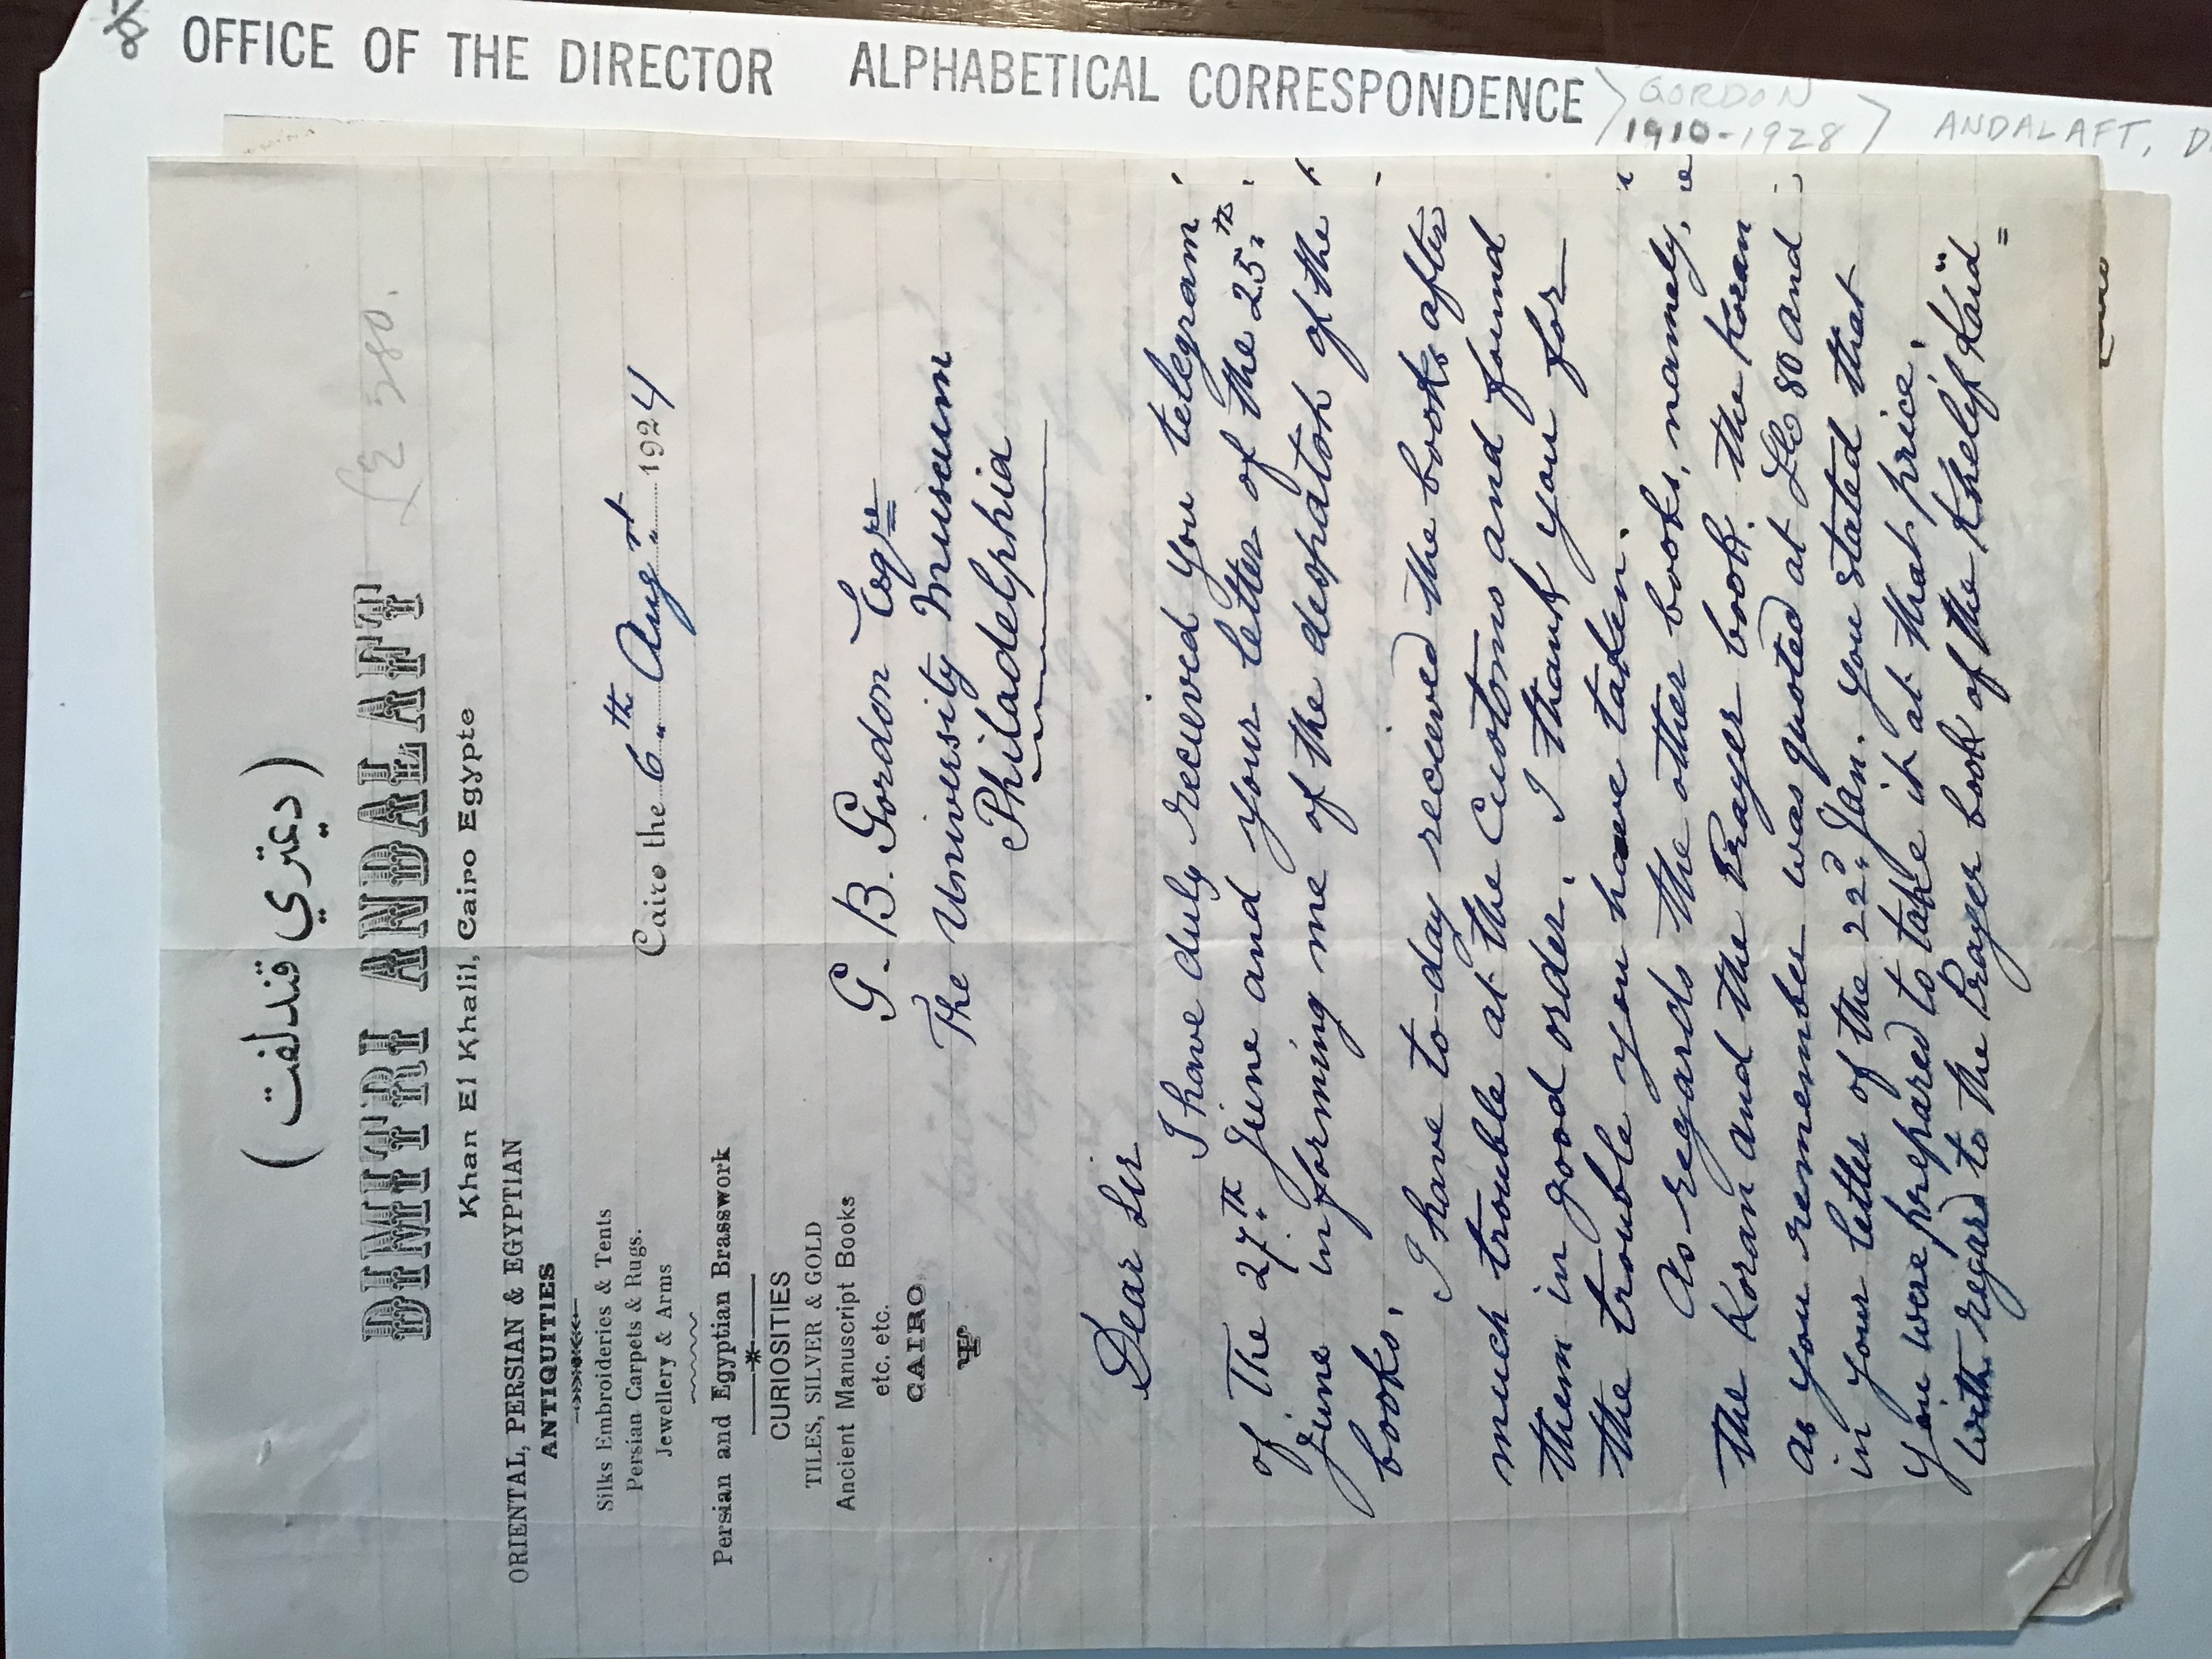 ( ديمتري قندلفت )
DIMITRI ANDALAFT
Khan El Khalil, Cairo Egypte
ORIENTAL, PERSIAN & EGYPTIAN
ANTIQUITIES
Silks Embroideries & Tents
Persian Carpets & Rugs.
Jewellery & Arms
Persian and Egyptian Brasswork
CURIOSITIES
TILES, SILVER & GOLD
Ancient Manuscript Books
etc. etc.
CAIRO
Cairo the 6th Augst 1924
G. B. Gordon Esqre
The University Museum
Philadelphia
Dear Sir
I have duly recieved you telegram
of The 27th June and your letter of the 25th
June informing me of the despatch of the
books.
I have to-day recieved the books after
much trouble at the Customs and found
them in good order. I thank you for
the trouble you have taken.
As regards the other books, namely,
the Koran and the Prayer book. the Koran
as you remember was quoted at 80 and
in your letter of the 22d Jan. you stated that
you were prepared to take it at that price.
With regard to the Prayer book of the Khelif Kaïd=
OFFICE OF THE DIRECTOR ALPHABETICAL CORRESPONDENCE
GORDON
1910-1928
ANDALAFT, D